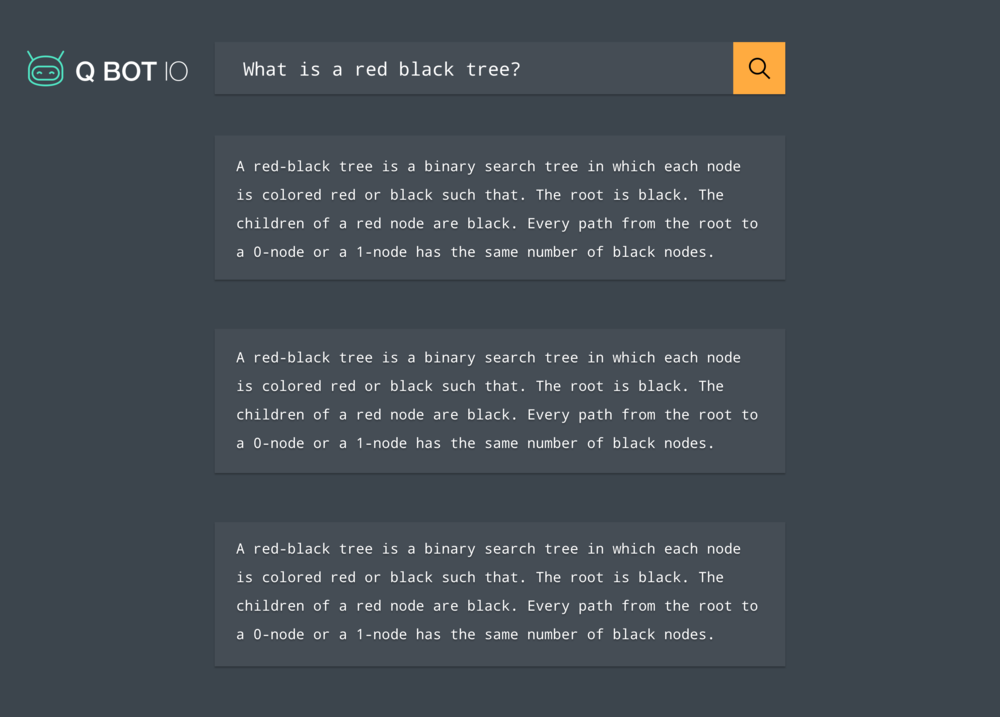 Q BOT IO
What is a red black tree?
A red-black tree is a binary search tree in which each node
is colored red or black such that. The root is black. The
children of a red node are black. Every path from the root to
a 0-node or a 1-node has the same number of black nodes.
A red-black tree is a binary search tree in which each node
is colored red or black such that. The root is black. The
children of a red node are black. Every path from the root to
a 0-node or a 1-node has the same number of black nodes.
A red-black tree is a binary search tree in which each node
is colored red or black such that. The root is black. The
children of a red node are black. Every path from the root to
a 0-node or a 1-node has the same number of black nodes.